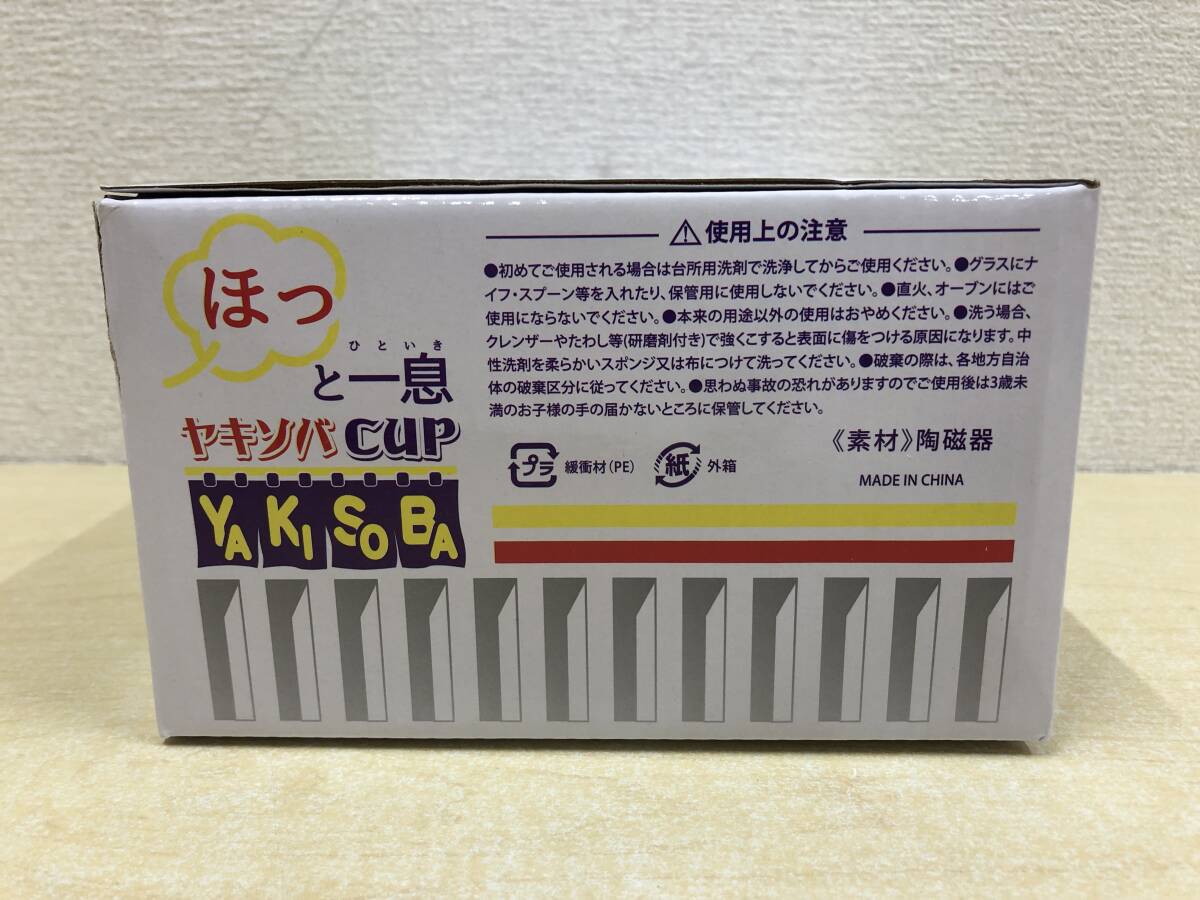 ほっ
ひといき
と一息
ヤキソバ CUP
YAKISOBA
⚠使用上の注意
●初めてご使用される場合は台所用洗剤で洗浄してからご使用ください。●グラスにナ
イフ・スプーン等を入れたり、保管用に使用しないでください。●直火、オーブンにはご
使用にならないでください。●本来の用途以外の使用はおやめください。●洗う場合、
クレンザーやたわし等(研磨剤付き)で強くこすると表面に傷をつける原因になります。中
性洗剤を柔らかいスポンジ又は布につけて洗ってください。●破棄の際は、各地方自治
体の破棄区分に従ってください。●思わぬ事故の恐れがありますのでご使用後は3歳未
満のお子様の手の届かないところに保管してください。
プラ 緩衝材(PE) 紙 外箱
《素材》陶磁器
MADE IN CHINA